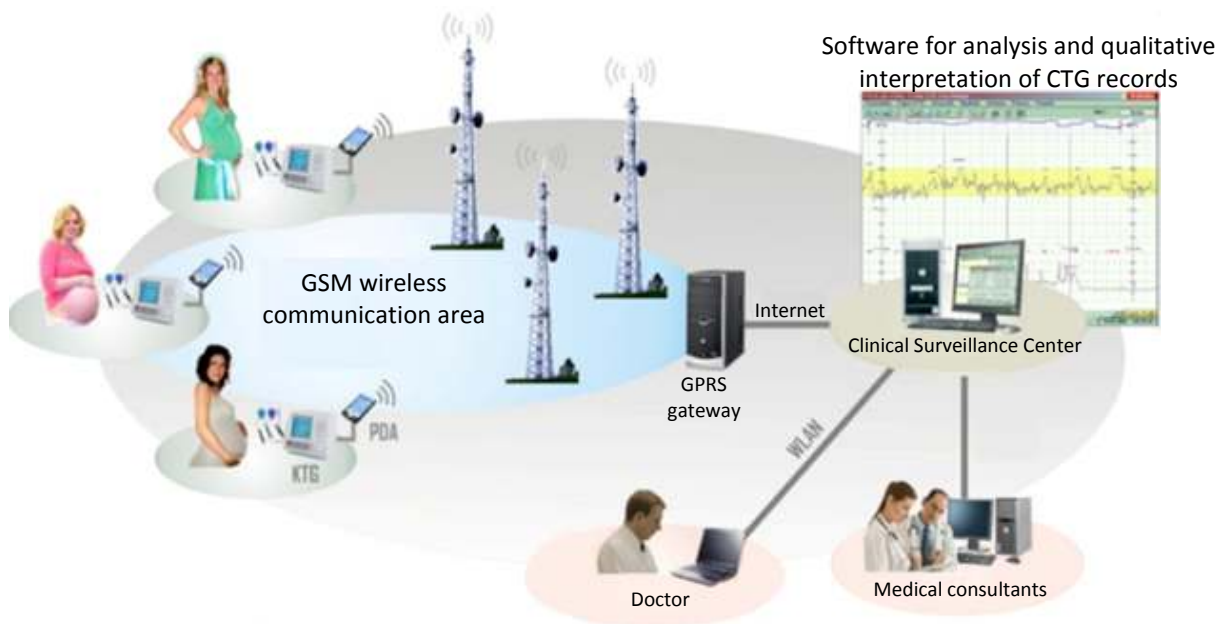 Software for analysis and qualitative
interpretation of CTG records
GSM wireless
communication area
Internet
Clinical Surveillance Center
GPRS
gateway
PDA
KTG
WLAN
Doctor
Medical consultants